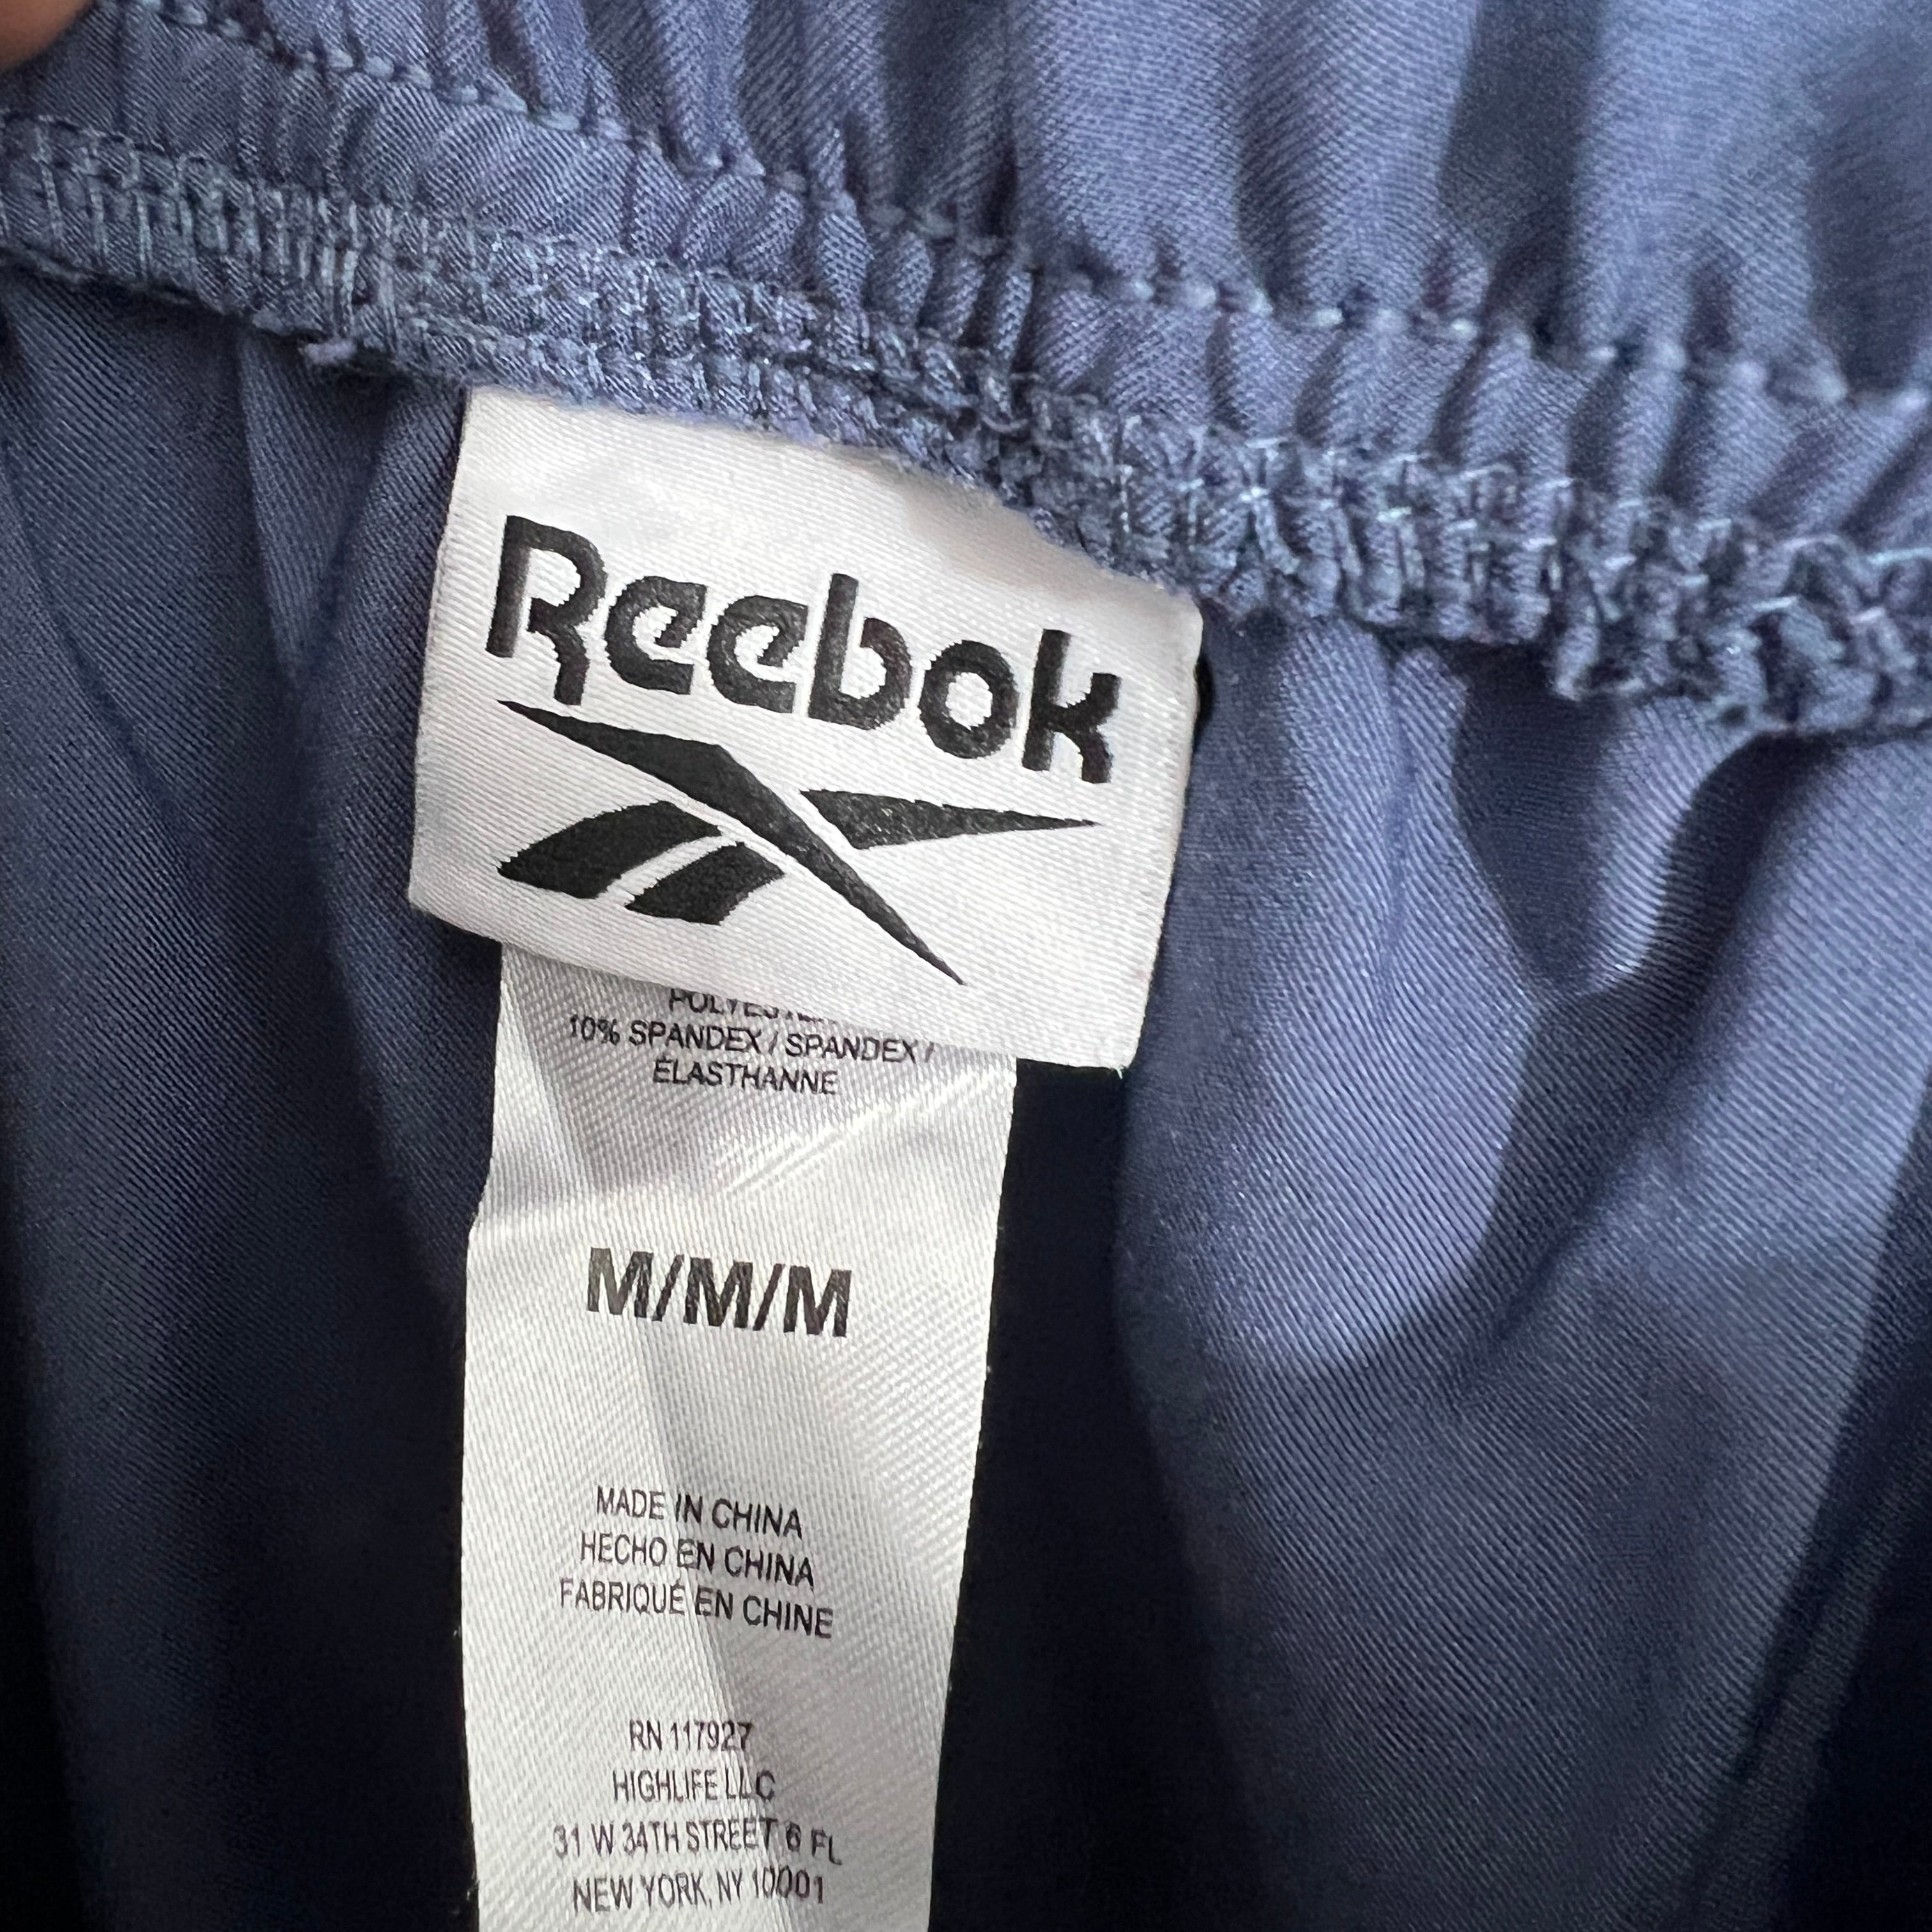 Reebok
POLYESTER
10% SPANDEX / SPANDEX /
ÉLASTHANNE
M/M/M
MADE IN CHINA
HECHO EN CHINA
FABRIQUÉ EN CHINE
RN 117927
HIGHLIFE LLC
31 W 34TH STREET 6 FL
NEW YORK, NY 10001